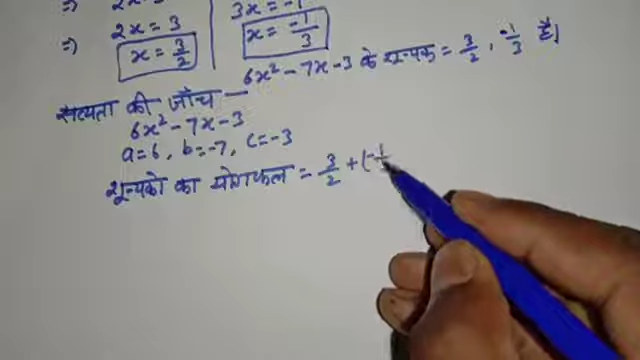 ⇒ 2x = 3
⇒ x = 3/2
3x = -1
x = -1/3
6x² - 7x - 3 के शून्यक = 3/2, -1/3 है।
सत्यता की जाँच —
6x² - 7x - 3
a = 6, b = -7, c = -3
शून्यको का योगफल = 3/2 + (-1